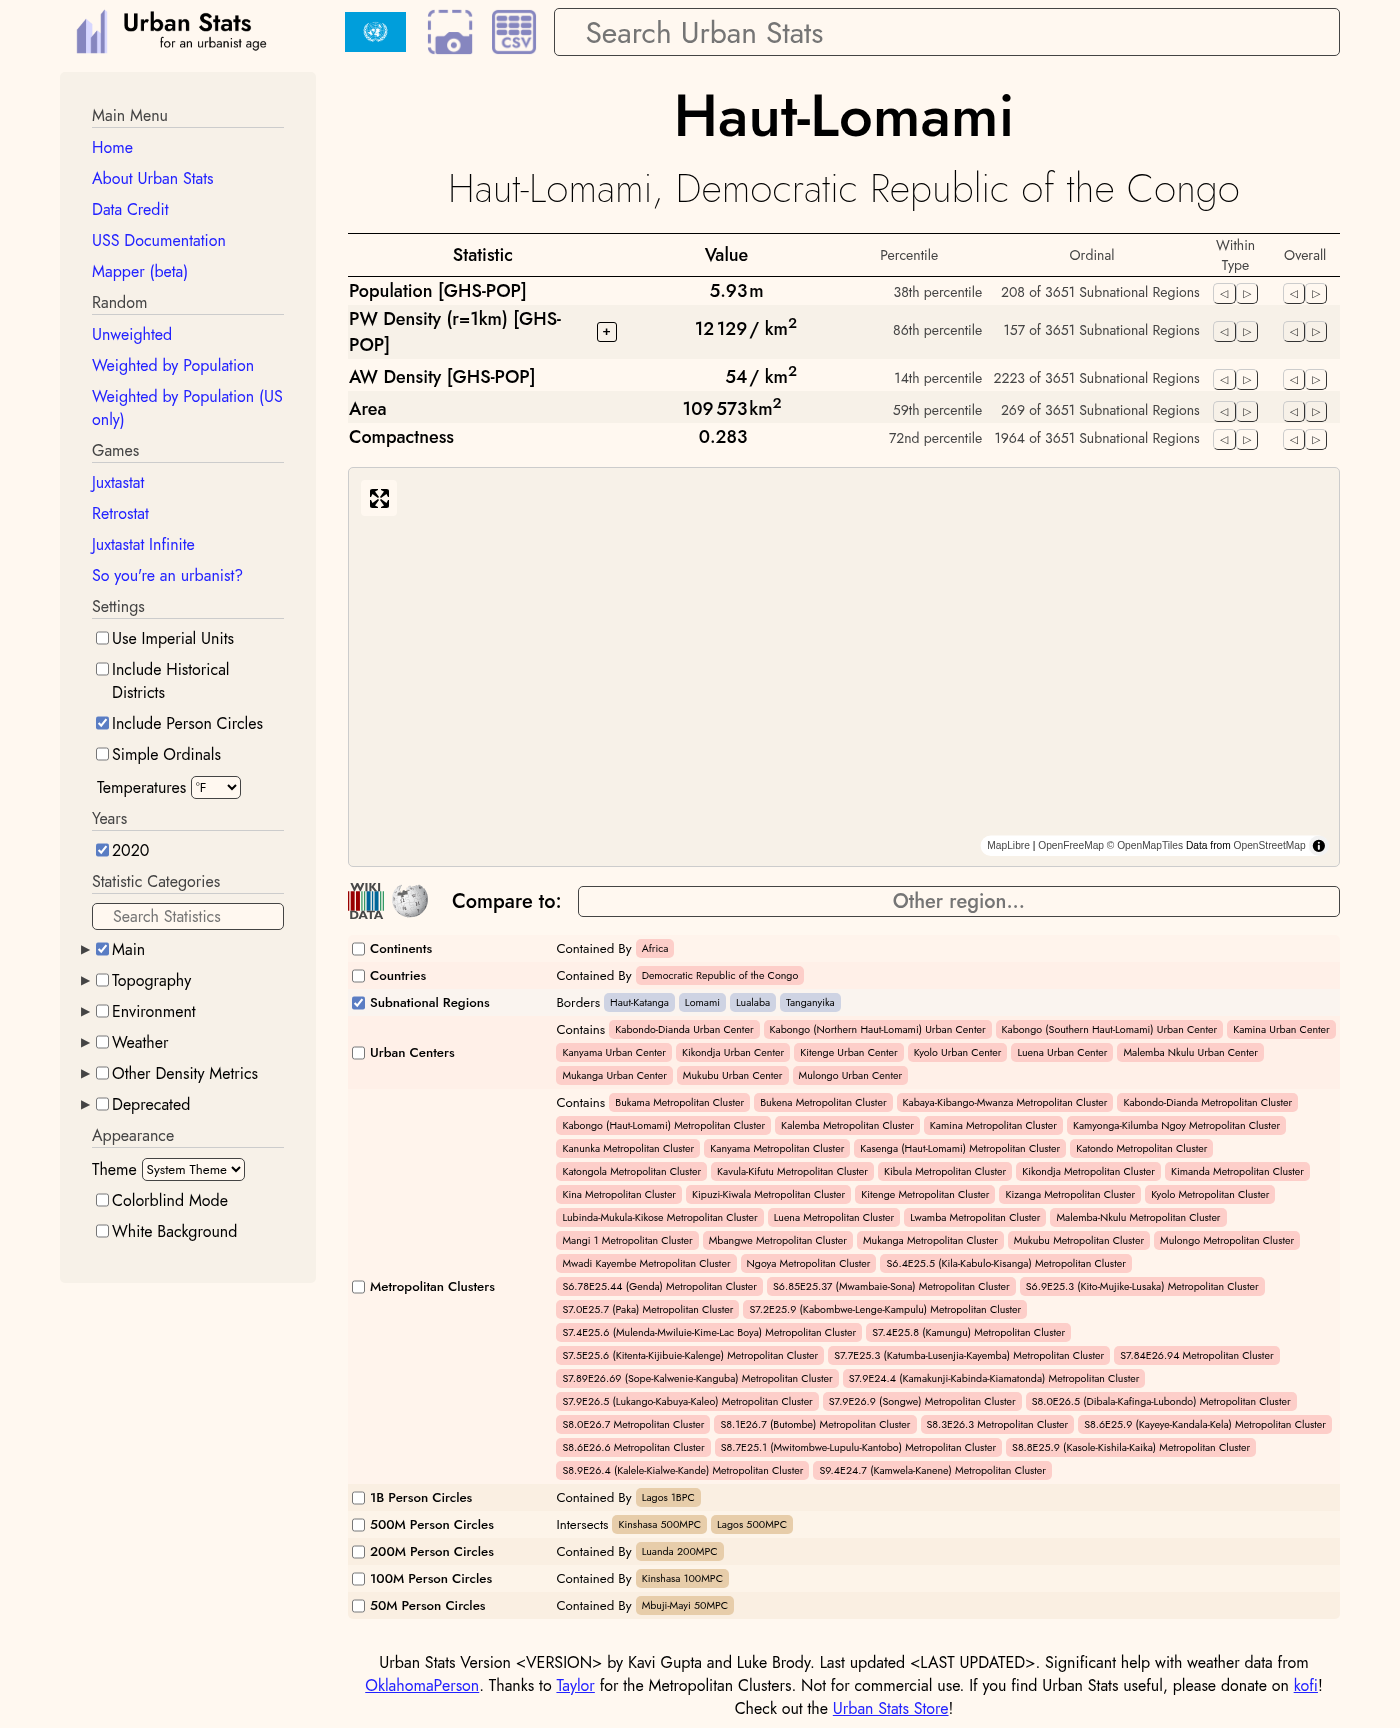 Urban Stats
for an urbanist age
CSV
Search Urban Stats
Main Menu
Home
About Urban Stats
Data Credit
USS Documentation
Mapper (beta)
Random
Unweighted
Weighted by Population
Weighted by Population (US
only)
Games
Juxtastat
Retrostat
Juxtastat Infinite
So you're an urbanist?
Settings
Use Imperial Units
Include Historical
Districts
Include Person Circles
Simple Ordinals
Temperatures °F
Years
2020
Statistic Categories
Search Statistics
Main
Topography
Environment
Weather
Other Density Metrics
Deprecated
Appearance
Theme System Theme
Colorblind Mode
White Background
Haut-Lomami
Haut-Lomami, Democratic Republic of the Congo
Statistic Value Percentile Ordinal Within Type Overall
Population [GHS-POP] 5.93m 38th percentile 208 of 3651 Subnational Regions
PW Density (r=1km) [GHS-
POP] + 12 129 / km² 86th percentile 157 of 3651 Subnational Regions
AW Density [GHS-POP] 54 / km² 14th percentile 2223 of 3651 Subnational Regions
Area 109 573 km² 59th percentile 269 of 3651 Subnational Regions
Compactness 0.283 72nd percentile 1964 of 3651 Subnational Regions
MapLibre | OpenFreeMap © OpenMapTiles Data from OpenStreetMap
WIKI
DATA
Compare to: Other region...
Continents Contained By Africa
Countries Contained By Democratic Republic of the Congo
Subnational Regions Borders Haut-Katanga Lomami Lualaba Tanganyika
Urban Centers
Contains Kabondo-Dianda Urban Center Kabongo (Northern Haut-Lomami) Urban Center Kabongo (Southern Haut-Lomami) Urban Center Kamina Urban Center
Kanyama Urban Center Kikondja Urban Center Kitenge Urban Center Kyolo Urban Center Luena Urban Center Malemba Nkulu Urban Center
Mukanga Urban Center Mukubu Urban Center Mulongo Urban Center
Metropolitan Clusters
Contains Bukama Metropolitan Cluster Bukena Metropolitan Cluster Kabaya-Kibango-Mwanza Metropolitan Cluster Kabondo-Dianda Metropolitan Cluster
Kabongo (Haut-Lomami) Metropolitan Cluster Kalemba Metropolitan Cluster Kamina Metropolitan Cluster Kamyonga-Kilumba Ngoy Metropolitan Cluster
Kanunka Metropolitan Cluster Kanyama Metropolitan Cluster Kasenga (Haut-Lomami) Metropolitan Cluster Katondo Metropolitan Cluster
Katongola Metropolitan Cluster Kavula-Kifutu Metropolitan Cluster Kibula Metropolitan Cluster Kikondja Metropolitan Cluster Kimanda Metropolitan Cluster
Kina Metropolitan Cluster Kipuzi-Kiwala Metropolitan Cluster Kitenge Metropolitan Cluster Kizanga Metropolitan Cluster Kyolo Metropolitan Cluster
Lubinda-Mukula-Kikose Metropolitan Cluster Luena Metropolitan Cluster Lwamba Metropolitan Cluster Malemba-Nkulu Metropolitan Cluster
Mangi 1 Metropolitan Cluster Mbangwe Metropolitan Cluster Mukanga Metropolitan Cluster Mukubu Metropolitan Cluster Mulongo Metropolitan Cluster
Mwadi Kayembe Metropolitan Cluster Ngoya Metropolitan Cluster S6.4E25.5 (Kila-Kabulo-Kisanga) Metropolitan Cluster
S6.78E25.44 (Genda) Metropolitan Cluster S6.85E25.37 (Mwambaie-Sona) Metropolitan Cluster S6.9E25.3 (Kito-Mujike-Lusaka) Metropolitan Cluster
S7.0E25.7 (Paka) Metropolitan Cluster S7.2E25.9 (Kabombwe-Lenge-Kampulu) Metropolitan Cluster
S7.4E25.6 (Mulenda-Mwiluie-Kime-Lac Boya) Metropolitan Cluster S7.4E25.8 (Kamungu) Metropolitan Cluster
S7.5E25.6 (Kitenta-Kijibuie-Kalenge) Metropolitan Cluster S7.7E25.3 (Katumba-Lusenjia-Kayemba) Metropolitan Cluster S7.84E26.94 Metropolitan Cluster
S7.89E26.69 (Sope-Kalwenie-Kanguba) Metropolitan Cluster S7.9E24.4 (Kamakunji-Kabinda-Kiamatonda) Metropolitan Cluster
S7.9E26.5 (Lukango-Kabuya-Kaleo) Metropolitan Cluster S7.9E26.9 (Songwe) Metropolitan Cluster S8.0E26.5 (Dibala-Kafinga-Lubondo) Metropolitan Cluster
S8.0E26.7 Metropolitan Cluster S8.1E26.7 (Butombe) Metropolitan Cluster S8.3E26.3 Metropolitan Cluster S8.6E25.9 (Kayeye-Kandala-Kela) Metropolitan Cluster
S8.6E26.6 Metropolitan Cluster S8.7E25.1 (Mwitombwe-Lupulu-Kantobo) Metropolitan Cluster S8.8E25.9 (Kasole-Kishila-Kaika) Metropolitan Cluster
S8.9E26.4 (Kalele-Kialwe-Kande) Metropolitan Cluster S9.4E24.7 (Kamwela-Kanene) Metropolitan Cluster
1B Person Circles Contained By Lagos 1BPC
500M Person Circles Intersects Kinshasa 500MPC Lagos 500MPC
200M Person Circles Contained By Luanda 200MPC
100M Person Circles Contained By Kinshasa 100MPC
50M Person Circles Contained By Mbuji-Mayi 50MPC
Urban Stats Version <VERSION> by Kavi Gupta and Luke Brody. Last updated <LAST UPDATED>. Significant help with weather data from
OklahomaPerson. Thanks to Taylor for the Metropolitan Clusters. Not for commercial use. If you find Urban Stats useful, please donate on kofi!
Check out the Urban Stats Store!